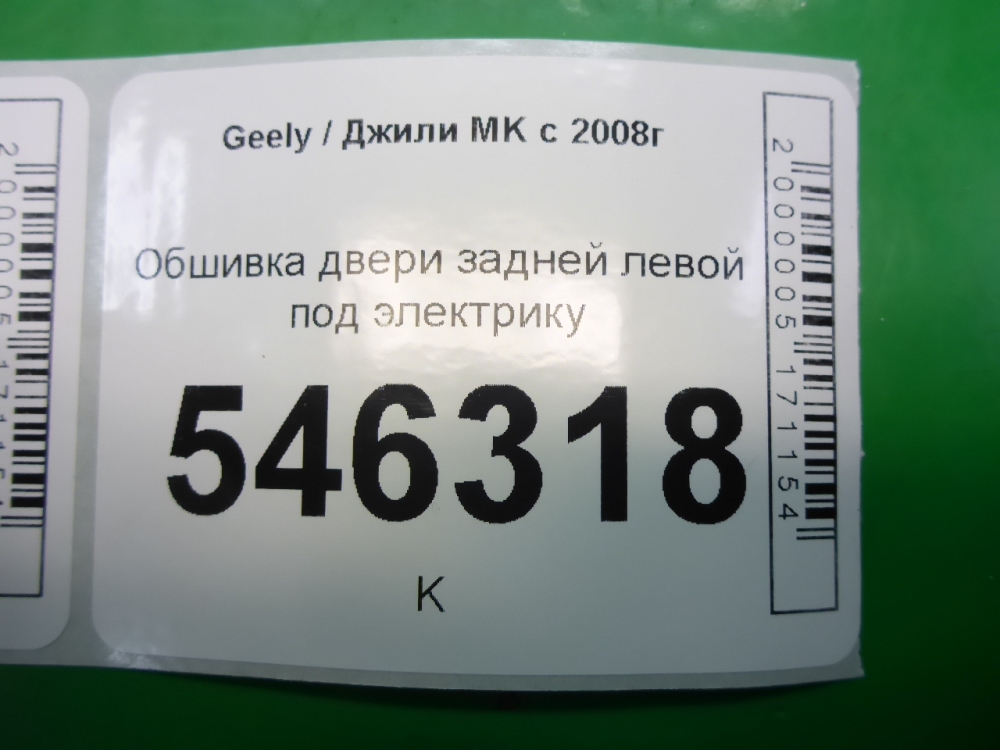 Geely / Джили МК с 2008г
Обшивка двери задней левой
под электрику
546318
К
2000005171154